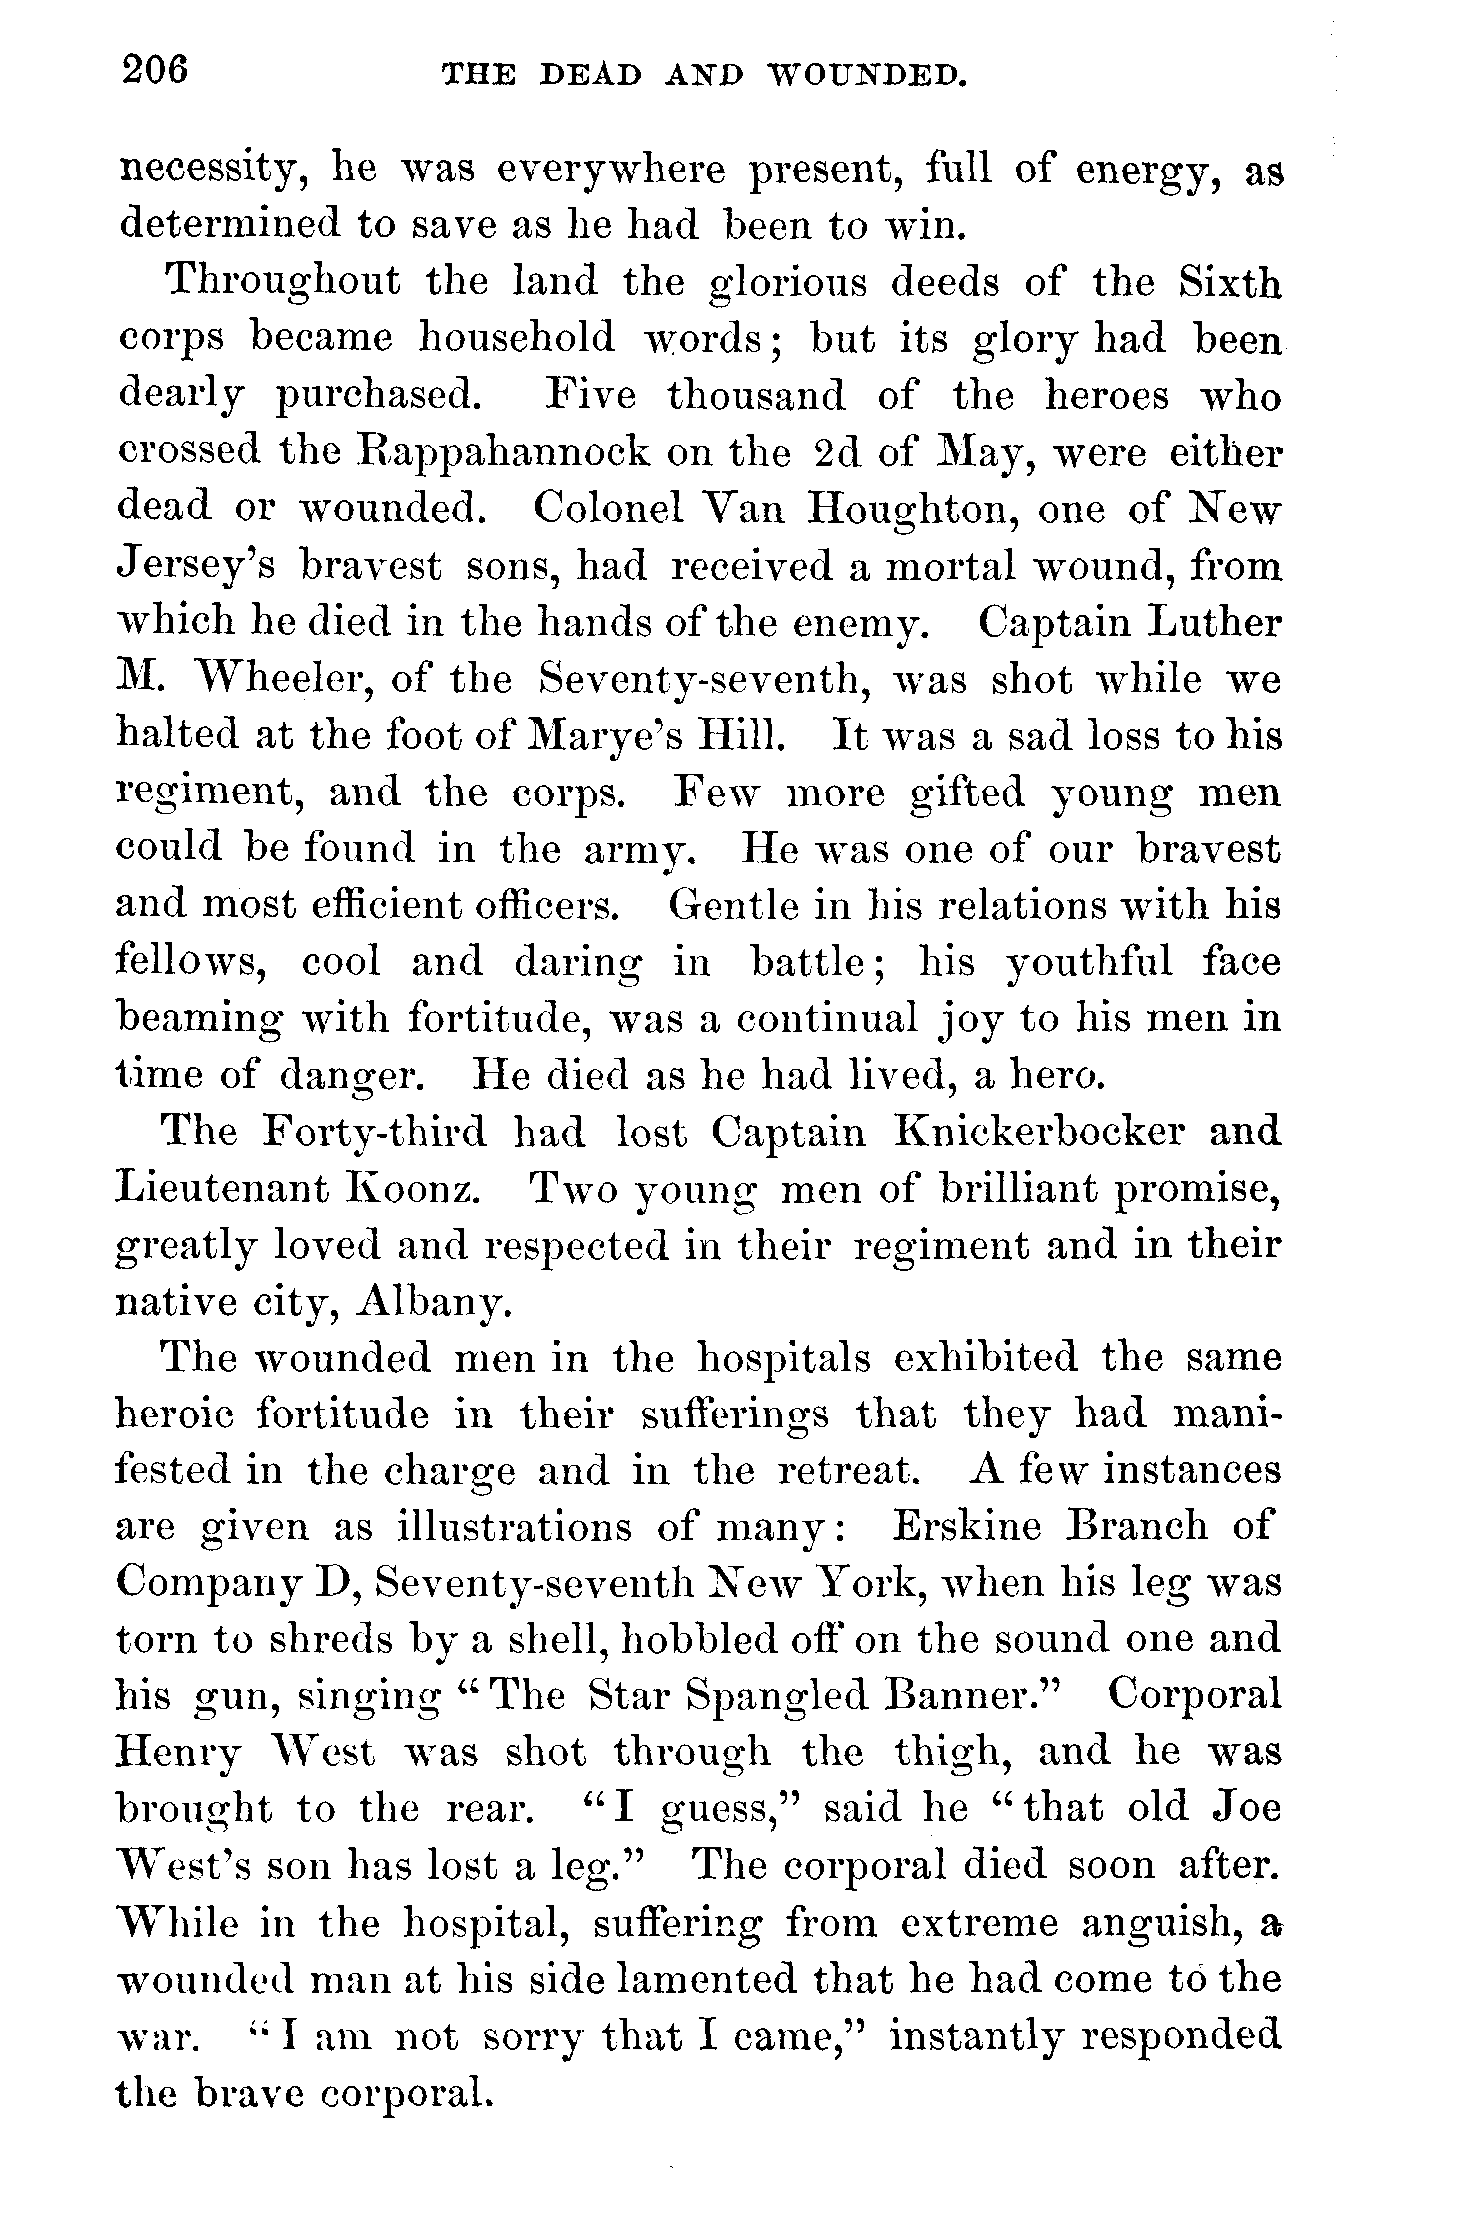 206 THE DEAD AND WOUNDED.
necessity, he was everywhere present, full of energy, as
determined to save as he had been to win.
Throughout the land the glorious deeds of the Sixth
corps became household words; but its glory had been
dearly purchased. Five thousand of the heroes who
crossed the Rappahannock on the 2d of May, were either
dead or wounded. Colonel Van Houghton, one of New
Jersey's bravest sons, had received a mortal wound, from
which he died in the hands of the enemy. Captain Luther
M. Wheeler, of the Seventy-seventh, was shot while we
halted at the foot of Marye's Hill. It was a sad loss to his
regiment, and the corps. Few more gifted young men
could be found in the army. He was one of our bravest
and most efficient officers. Gentle in his relations with his
fellows, cool and daring in battle; his youthful face
beaming with fortitude, was a continual joy to his men in
time of danger. He died as he had lived, a hero.
The Forty-third had lost Captain Knickerbocker and
Lieutenant Koonz. Two young men of brilliant promise,
greatly loved and respected in their regiment and in their
native city, Albany.
The wounded men in the hospitals exhibited the same
heroic fortitude in their sufferings that they had mani-
fested in the charge and in the retreat. A few instances
are given as illustrations of many: Erskine Branch of
Company D, Seventy-seventh New York, when his leg was
torn to shreds by a shell, hobbled off on the sound one and
his gun, singing "The Star Spangled Banner." Corporal
Henry West was shot through the thigh, and he was
brought to the rear. "I guess," said he "that old Joe
West's son has lost a leg." The corporal died soon after.
While in the hospital, suffering from extreme anguish, a
wounded man at his side lamented that he had come to the
war. "I am not sorry that I came," instantly responded
the brave corporal.